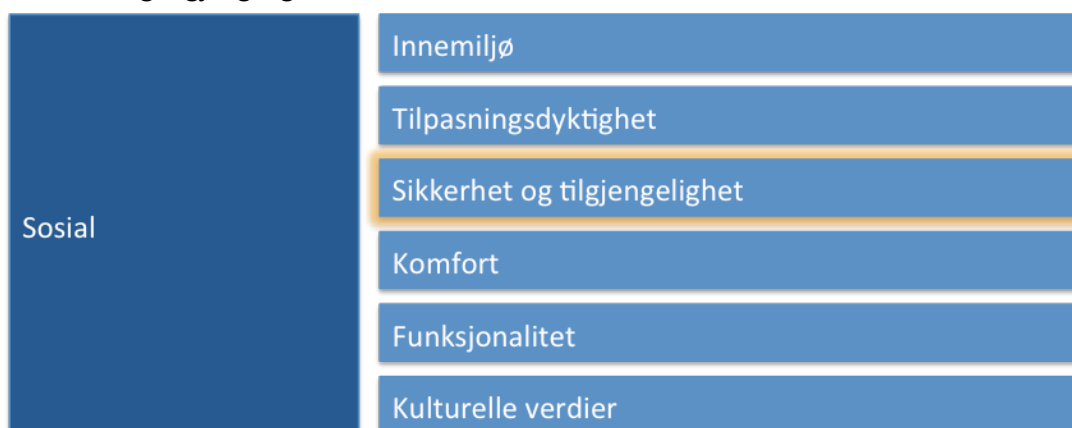 Sosial
Innemiljø
Tilpasningsdyktighet
Sikkerhet og tilgjengelighet
Komfort
Funksjonalitet
Kulturelle verdier